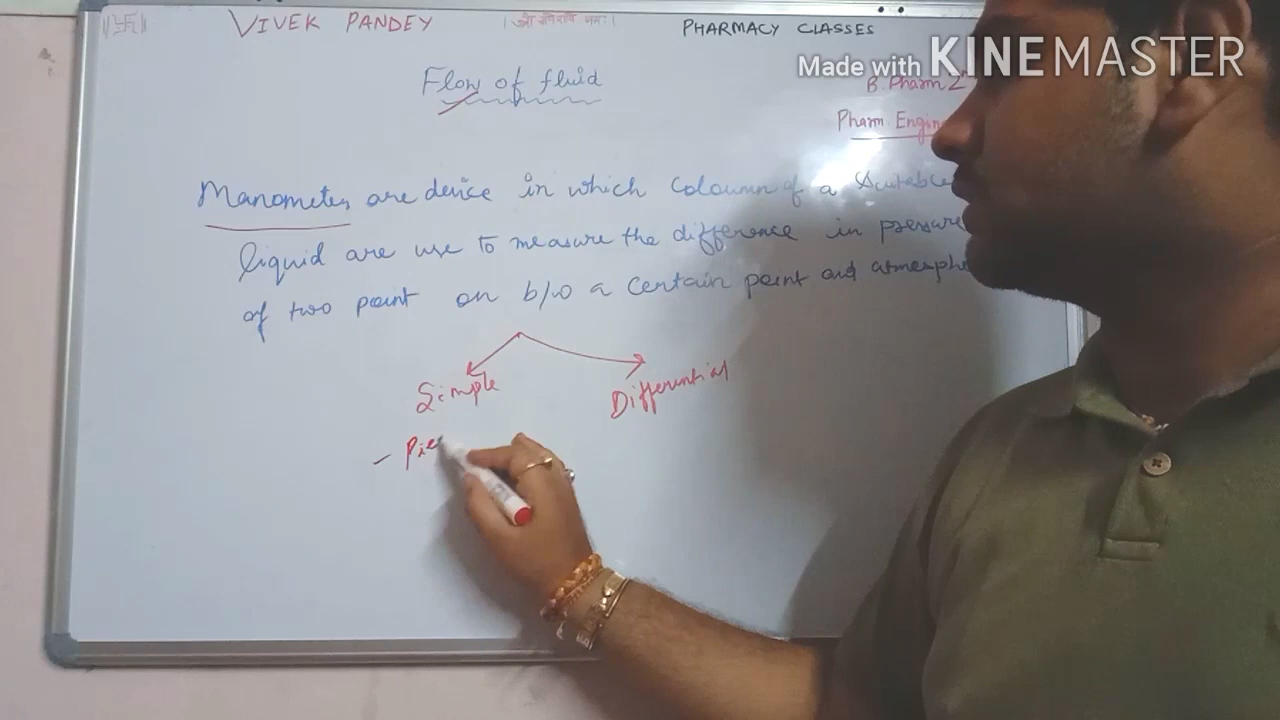 VIVEK PANDEY
PHARMACY CLASSES
Made with KINEMASTER
Flow of fluid
B. Pharm 2
Pharm Engin
Manometer are device in which Coloumn of a Suitable
liquid are use to measure the difference in pressure
of two point on b/w a certain point and atmosphe
Simple
Differential
- Pie